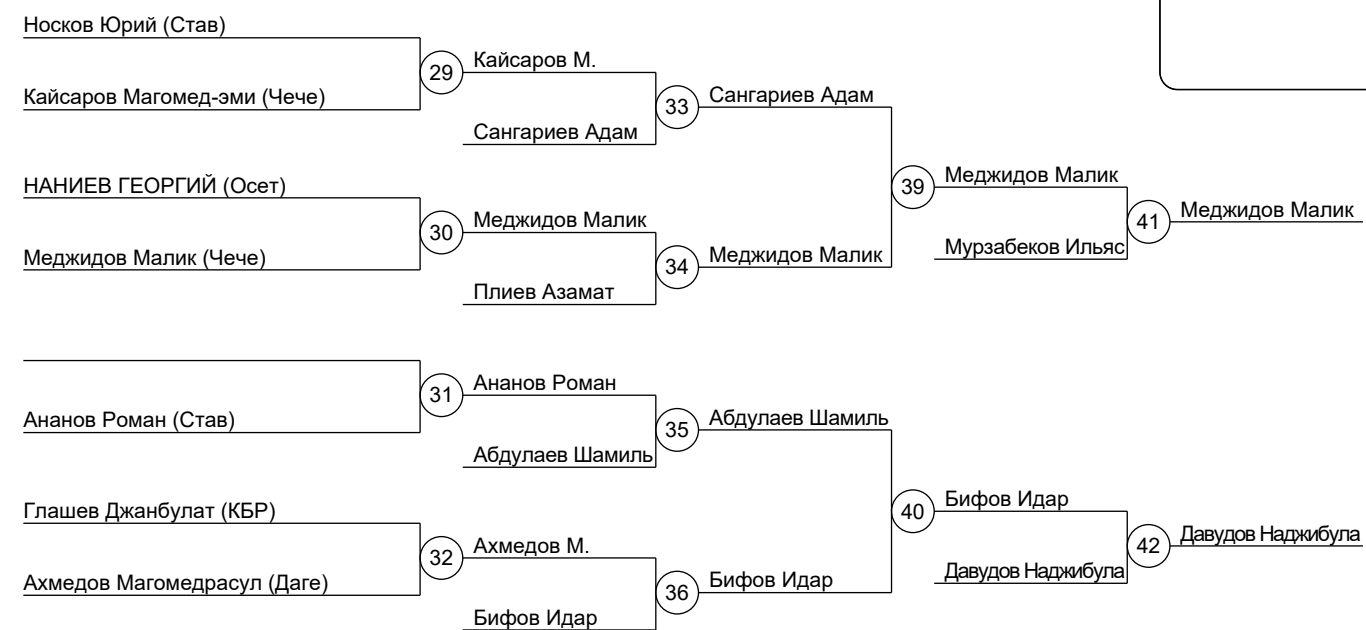 Носков Юрий (Став)
29
Кайсаров М.
Кайсаров Магомед-эми (Чече)
33
Сангариев Адам
Сангариев Адам
НАНИЕВ ГЕОРГИЙ (Осет)
39
Меджидов Малик
30
Меджидов Малик
41
Меджидов Малик
Меджидов Малик (Чече)
34
Меджидов Малик
Мурзабеков Ильяс
Плиев Азамат
31
Ананов Роман
Ананов Роман (Став)
35
Абдулаев Шамиль
Абдулаев Шамиль
Глашев Джанбулат (КБР)
40
Бифов Идар
32
Ахмедов М.
42
Давудов Наджибула
Ахмедов Магомедрасул (Даге)
36
Бифов Идар
Давудов Наджибула
Бифов Идар